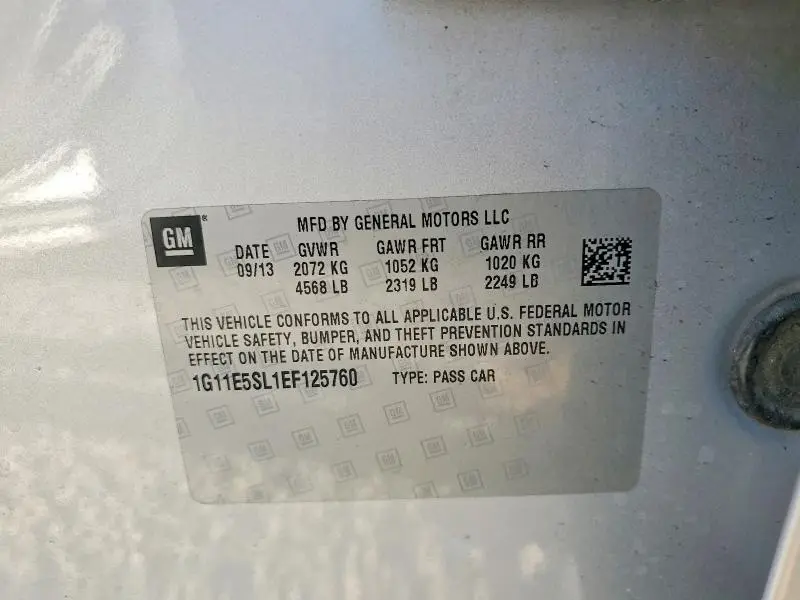 GM ®
MFD BY GENERAL MOTORS LLC
DATE GVWR GAWR FRT GAWR RR
09/13 2072 KG 1052 KG 1020 KG
4568 LB 2319 LB 2249 LB
THIS VEHICLE CONFORMS TO ALL APPLICABLE U.S. FEDERAL MOTOR
VEHICLE SAFETY, BUMPER, AND THEFT PREVENTION STANDARDS IN
EFFECT ON THE DATE OF MANUFACTURE SHOWN ABOVE.
1G11E5SL1EF125760 TYPE: PASS CAR